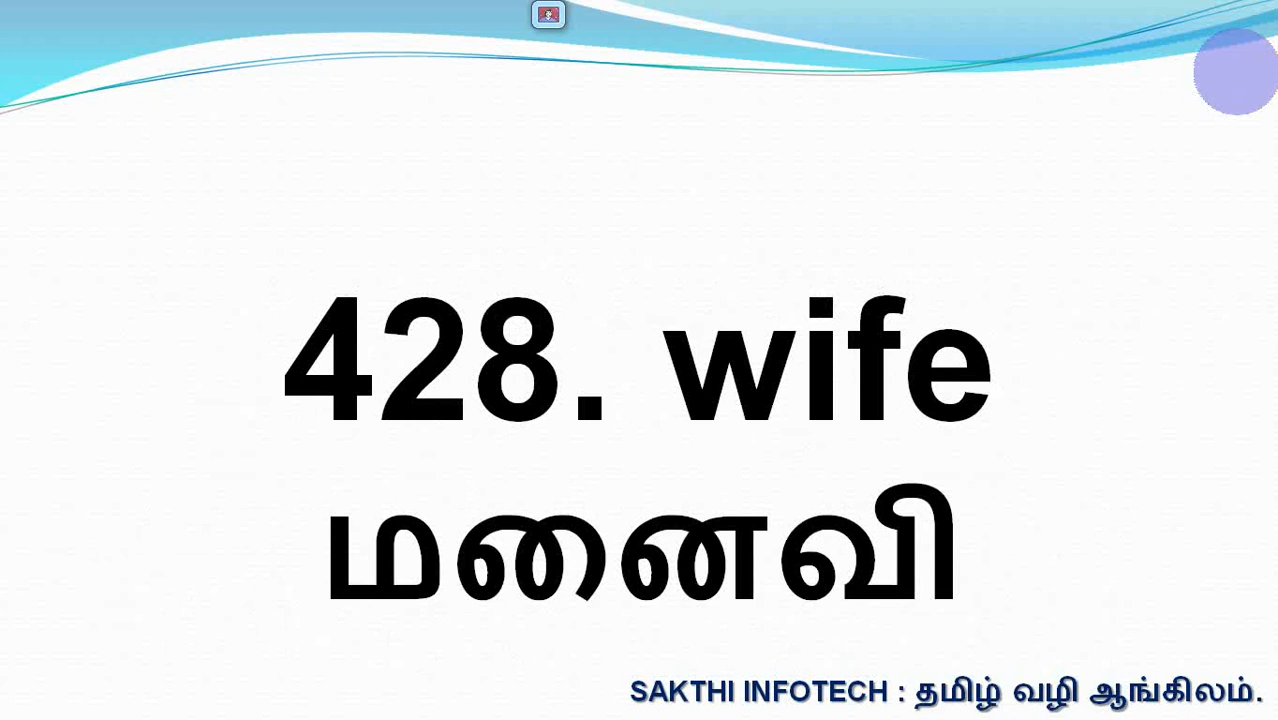 428. wife
மனைவி
SAKTHI INFOTECH : தமிழ் வழி ஆங்கிலம்.